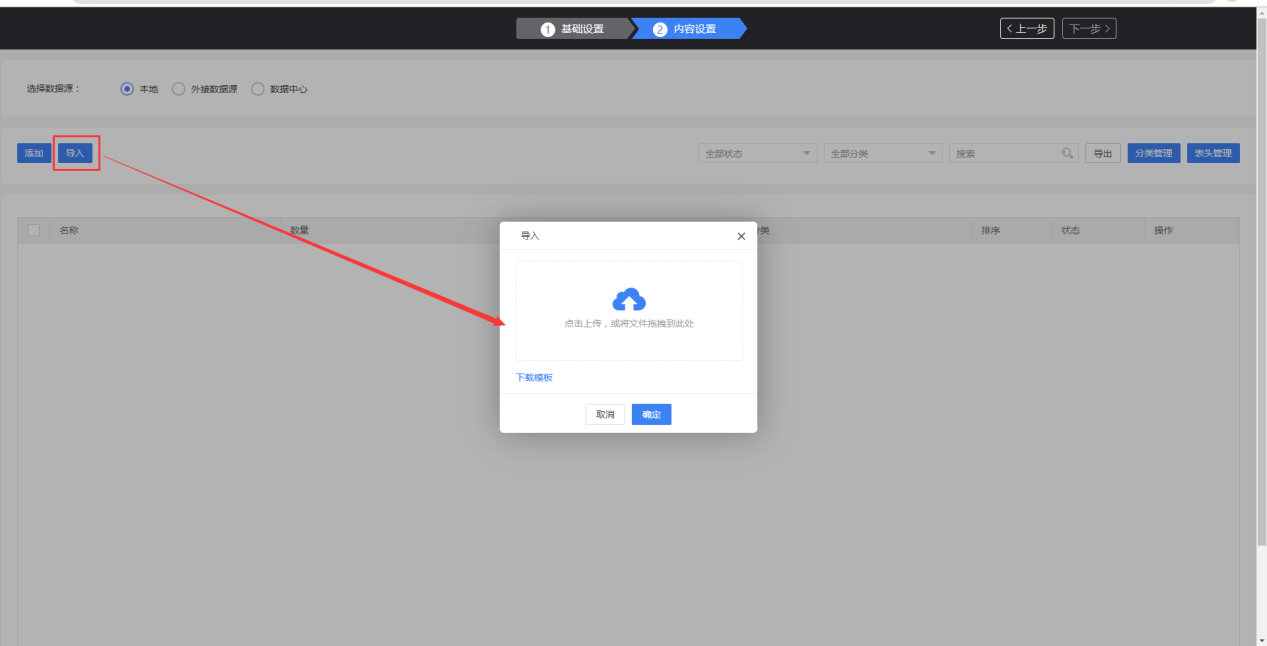 1 基础设置 2 内容设置 <上一步 下一步>
选择数据源： 本地 外接数据源 数据中心
添加 导入 全部状态 全部分类 搜索 导出 分类管理 表头管理
名称 数量 类 排序 状态 操作
导入
点击上传，或将文件拖拽到此处
下载模板
取消 确定